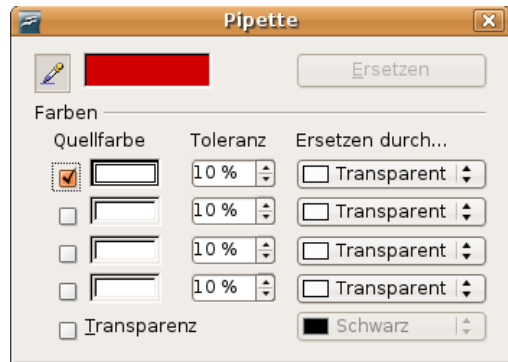 Pipette
Ersetzen
Farben
Quellfarbe Toleranz Ersetzen durch...
10 % Transparent
10 % Transparent
10 % Transparent
10 % Transparent
Transparenz Schwarz